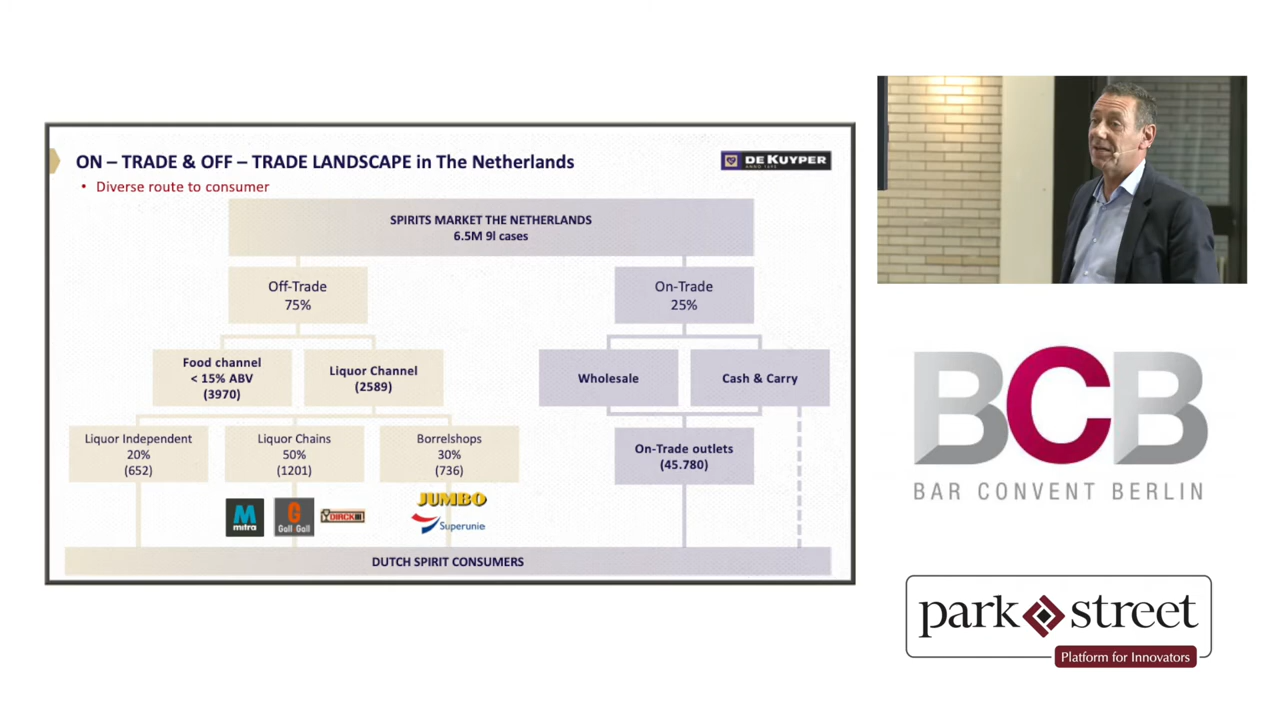 ON – TRADE & OFF – TRADE LANDSCAPE in The Netherlands
DE KUYPER
ANNO 1695
• Diverse route to consumer
SPIRITS MARKET THE NETHERLANDS
6.5M 9l cases
Off-Trade
75%
On-Trade
25%
Food channel
< 15% ABV
(3970)
Liquor Channel
(2589)
Wholesale
Cash & Carry
Liquor Independent
20%
(652)
Liquor Chains
50%
(1201)
Borrelshops
30%
(736)
On-Trade outlets
(45.780)
M
mitra
G
Gall Gall
DIRCKIII
JUMBO
Superunie
DUTCH SPIRIT CONSUMERS
BCB
BAR CONVENT BERLIN
park street
Platform for Innovators